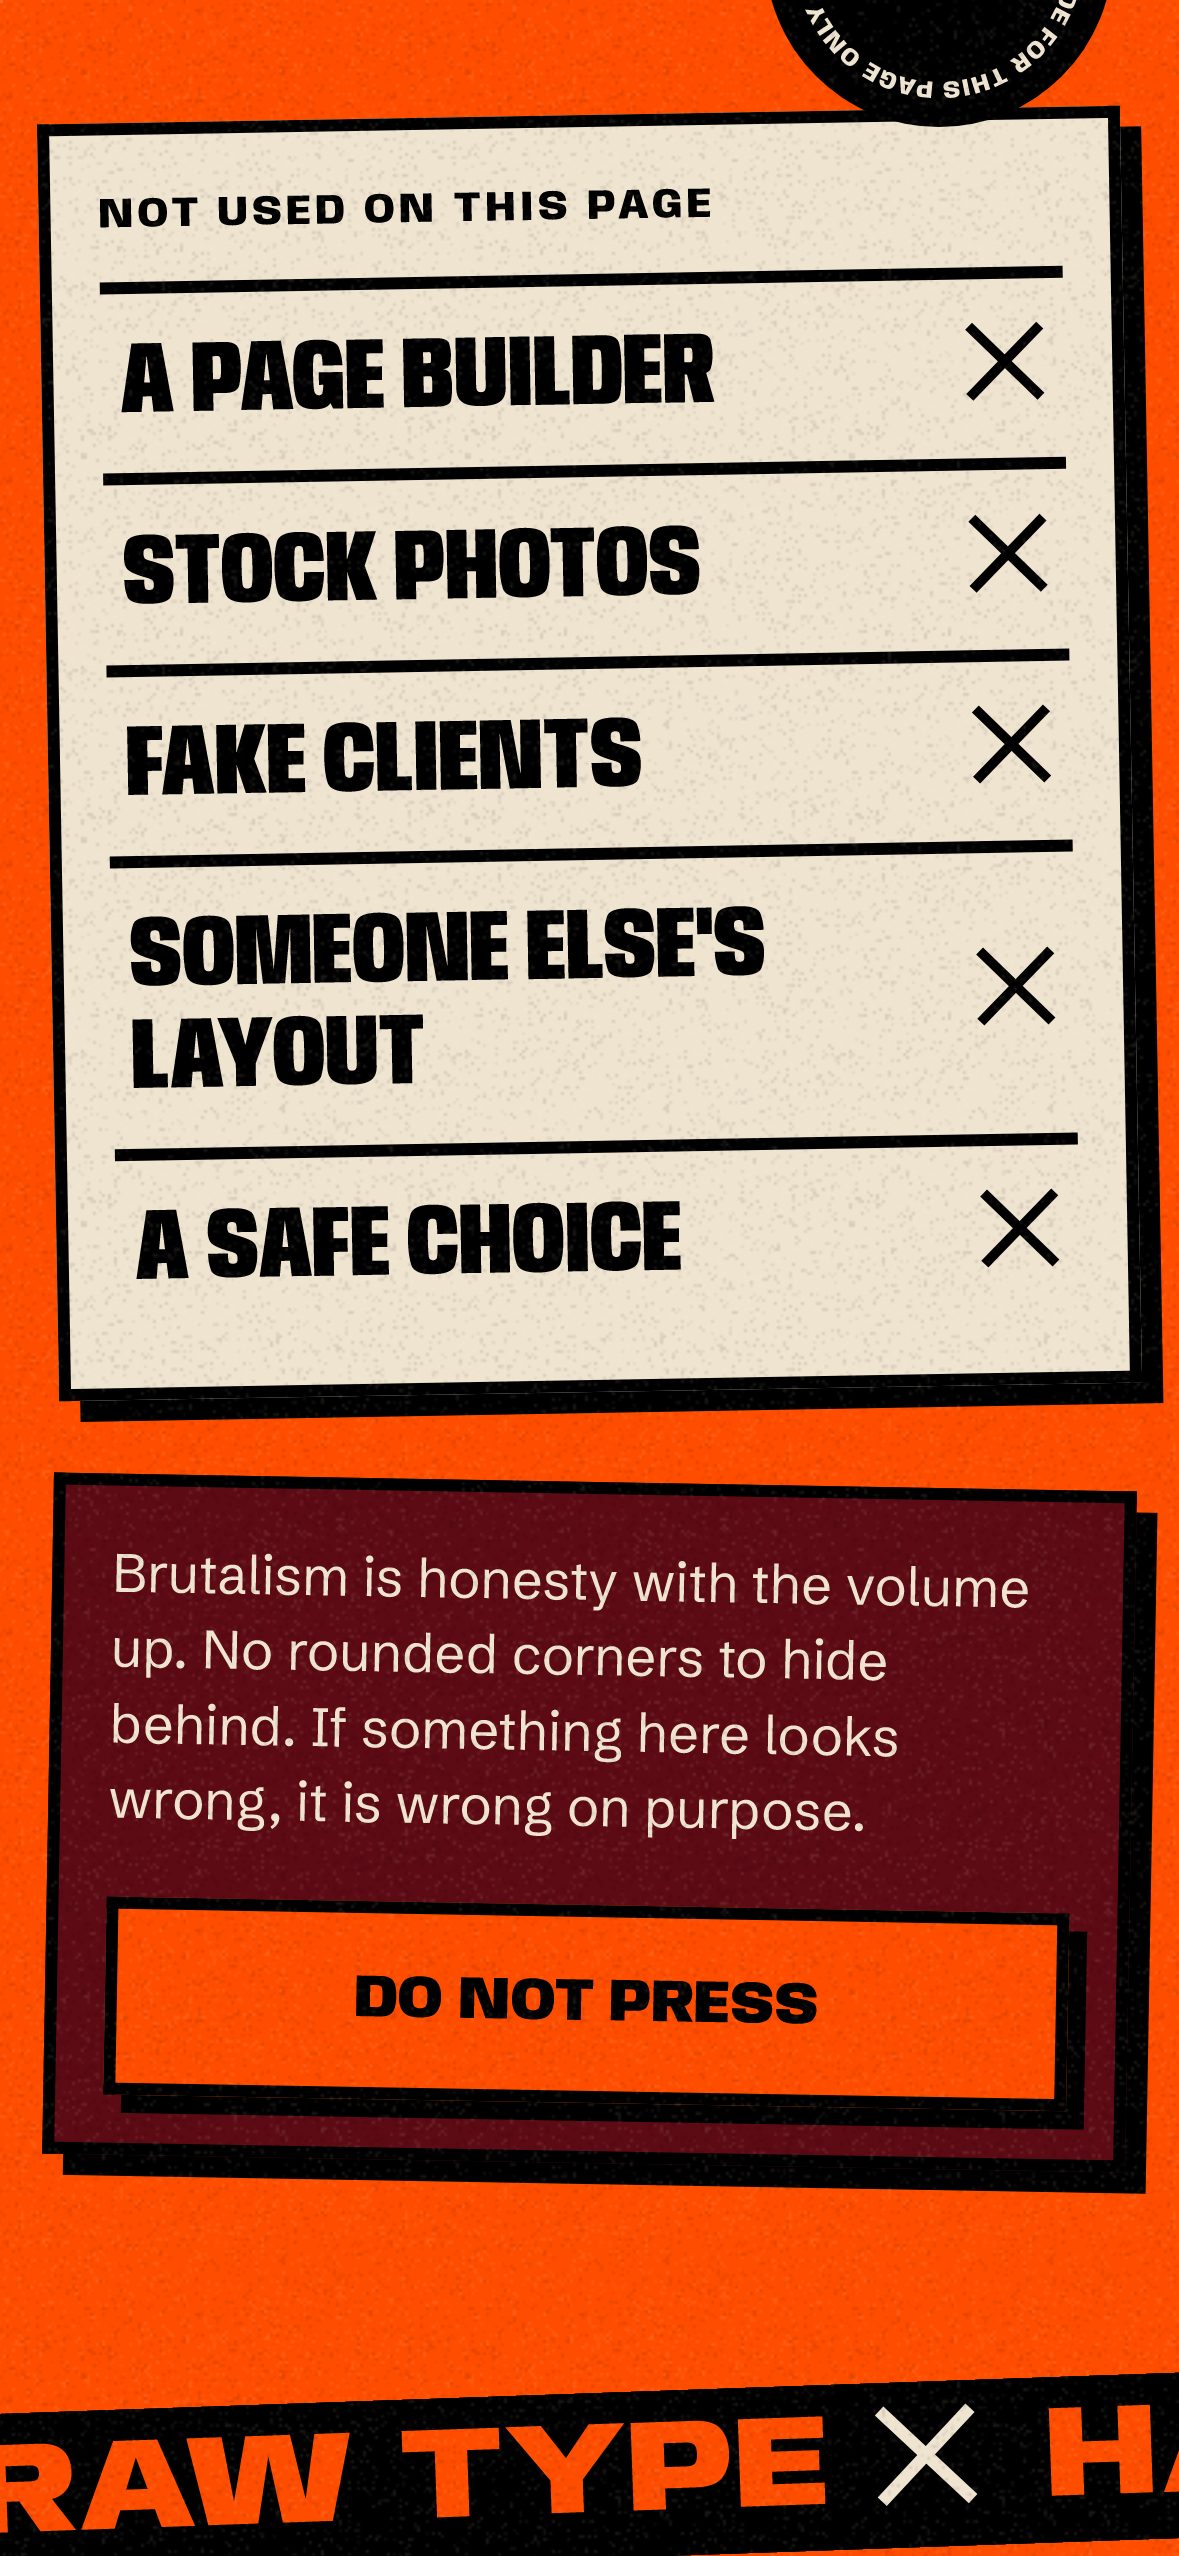 DE FOR THIS PAGE ONLY
NOT USED ON THIS PAGE
A PAGE BUILDER
STOCK PHOTOS
FAKE CLIENTS
SOMEONE ELSE'S
LAYOUT
A SAFE CHOICE
Brutalism is honesty with the volume
up. No rounded corners to hide
behind. If something here looks
wrong, it is wrong on purpose.
DO NOT PRESS
RAW TYPE HA